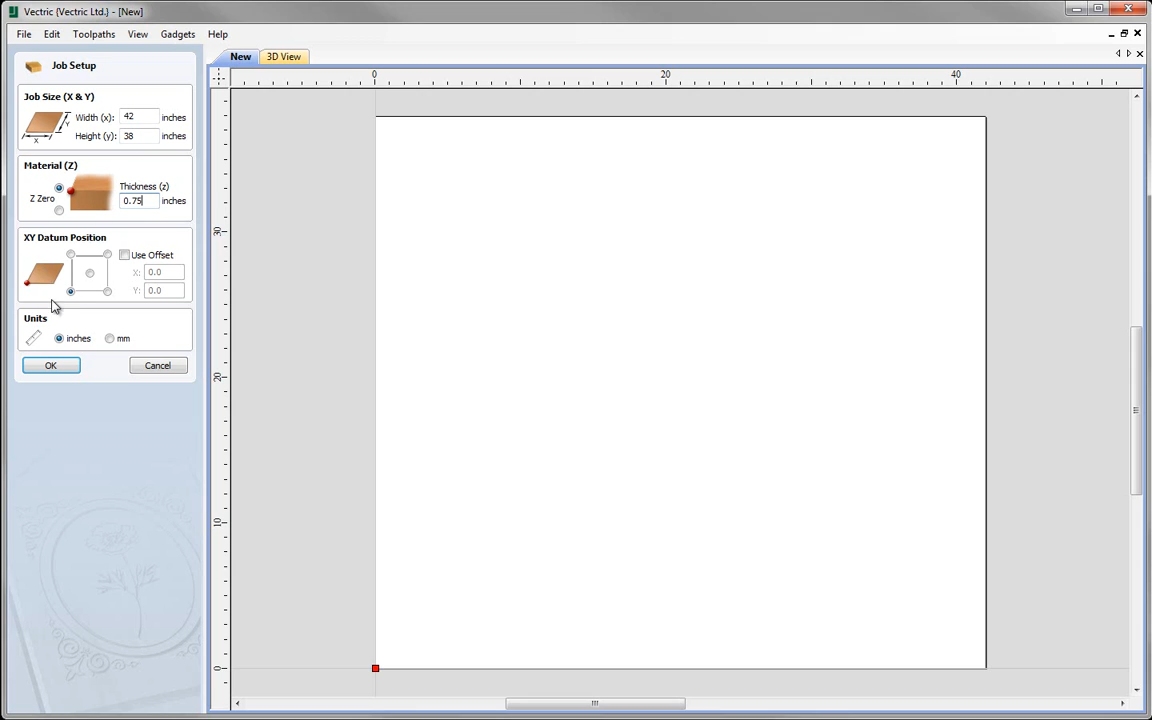 Vectric {Vectric Ltd.} - [New]
File Edit Toolpaths View Gadgets Help
New 3D View
Job Setup
0 20 40
Job Size (X & Y)
Width (x): 42 inches
Y
Height (y): 38 inches
X
Material (Z)
Thickness (z)
Z Zero 0.75 inches
XY Datum Position
Use Offset
X: 0.0
Y: 0.0
Units
inches mm
OK Cancel
30
20
10
0